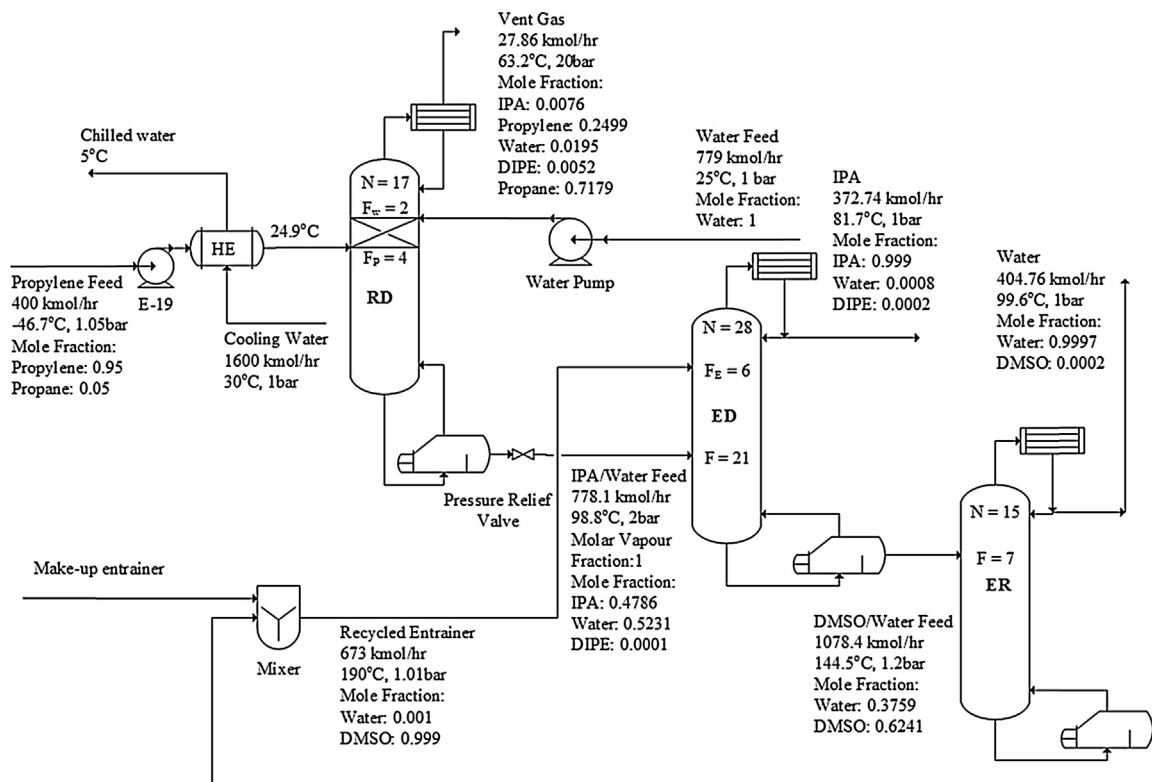 Vent Gas
27.86 kmol/hr
63.2°C, 20bar
Mole Fraction:
IPA: 0.0076
Propylene: 0.2499
Water: 0.0195
DIPE: 0.0052
Propane: 0.7179
Chilled water
5°C
HE
24.9°C
Propylene Feed
400 kmol/hr
-46.7°C, 1.05bar
Mole Fraction:
Propylene: 0.95
Propane: 0.05
E-19
Cooling Water
1600 kmol/hr
30°C, 1bar
N = 17
Fw = 2
FP = 4
RD
Water Feed
779 kmol/hr
25°C, 1 bar
Mole Fraction:
Water: 1
Water Pump
IPA
372.74 kmol/hr
81.7°C, 1bar
Mole Fraction:
IPA: 0.999
Water: 0.0008
DIPE: 0.0002
Water
404.76 kmol/hr
99.6°C, 1bar
Mole Fraction:
Water: 0.9997
DMSO: 0.0002
N = 28
FE = 6
ED
F = 21
Pressure Relief
Valve
IPA/Water Feed
778.1 kmol/hr
98.8°C, 2bar
Molar Vapour
Fraction:1
Mole Fraction:
IPA: 0.4786
Water: 0.5231
DIPE: 0.0001
N = 15
F = 7
ER
Make-up entrainer
Mixer
Recycled Entrainer
673 kmol/hr
190°C, 1.01bar
Mole Fraction:
Water: 0.001
DMSO: 0.999
DMSO/Water Feed
1078.4 kmol/hr
144.5°C, 1.2bar
Mole Fraction:
Water: 0.3759
DMSO: 0.6241